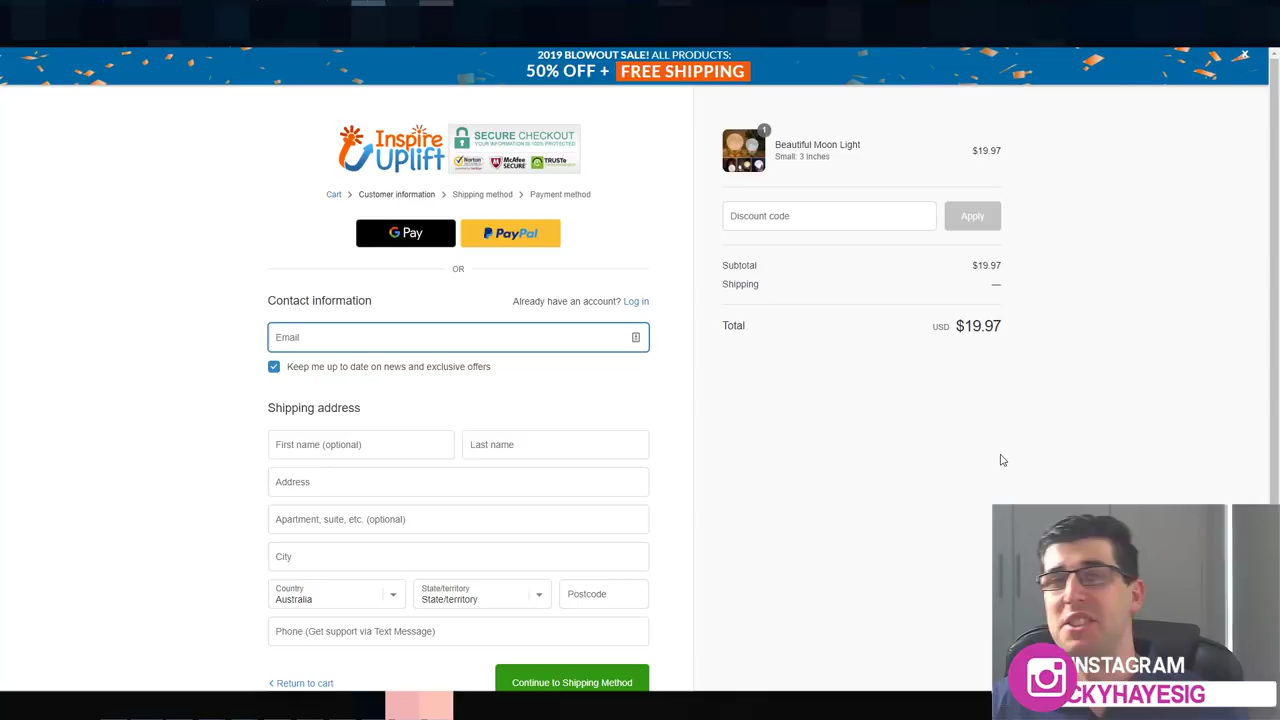 2019 BLOWOUT SALE! ALL PRODUCTS:
50% OFF + FREE SHIPPING
X
Inspire Uplift
SECURE CHECKOUT
YOUR INFORMATION IS 100% PROTECTED
Norton McAfee SECURE TRUSTe
Cart > Customer information > Shipping method > Payment method
G Pay PayPal
OR
Contact information Already have an account? Log in
Email
Keep me up to date on news and exclusive offers
Shipping address
First name (optional) Last name
Address
Apartment, suite, etc. (optional)
City
Country State/territory
Australia State/territory Postcode
Phone (Get support via Text Message)
< Return to cart Continue to Shipping Method
1
Beautiful Moon Light $19.97
Small: 3 Inches
Discount code Apply
Subtotal $19.97
Shipping —
Total USD $19.97
INSTAGRAM
CKYHAYESIG